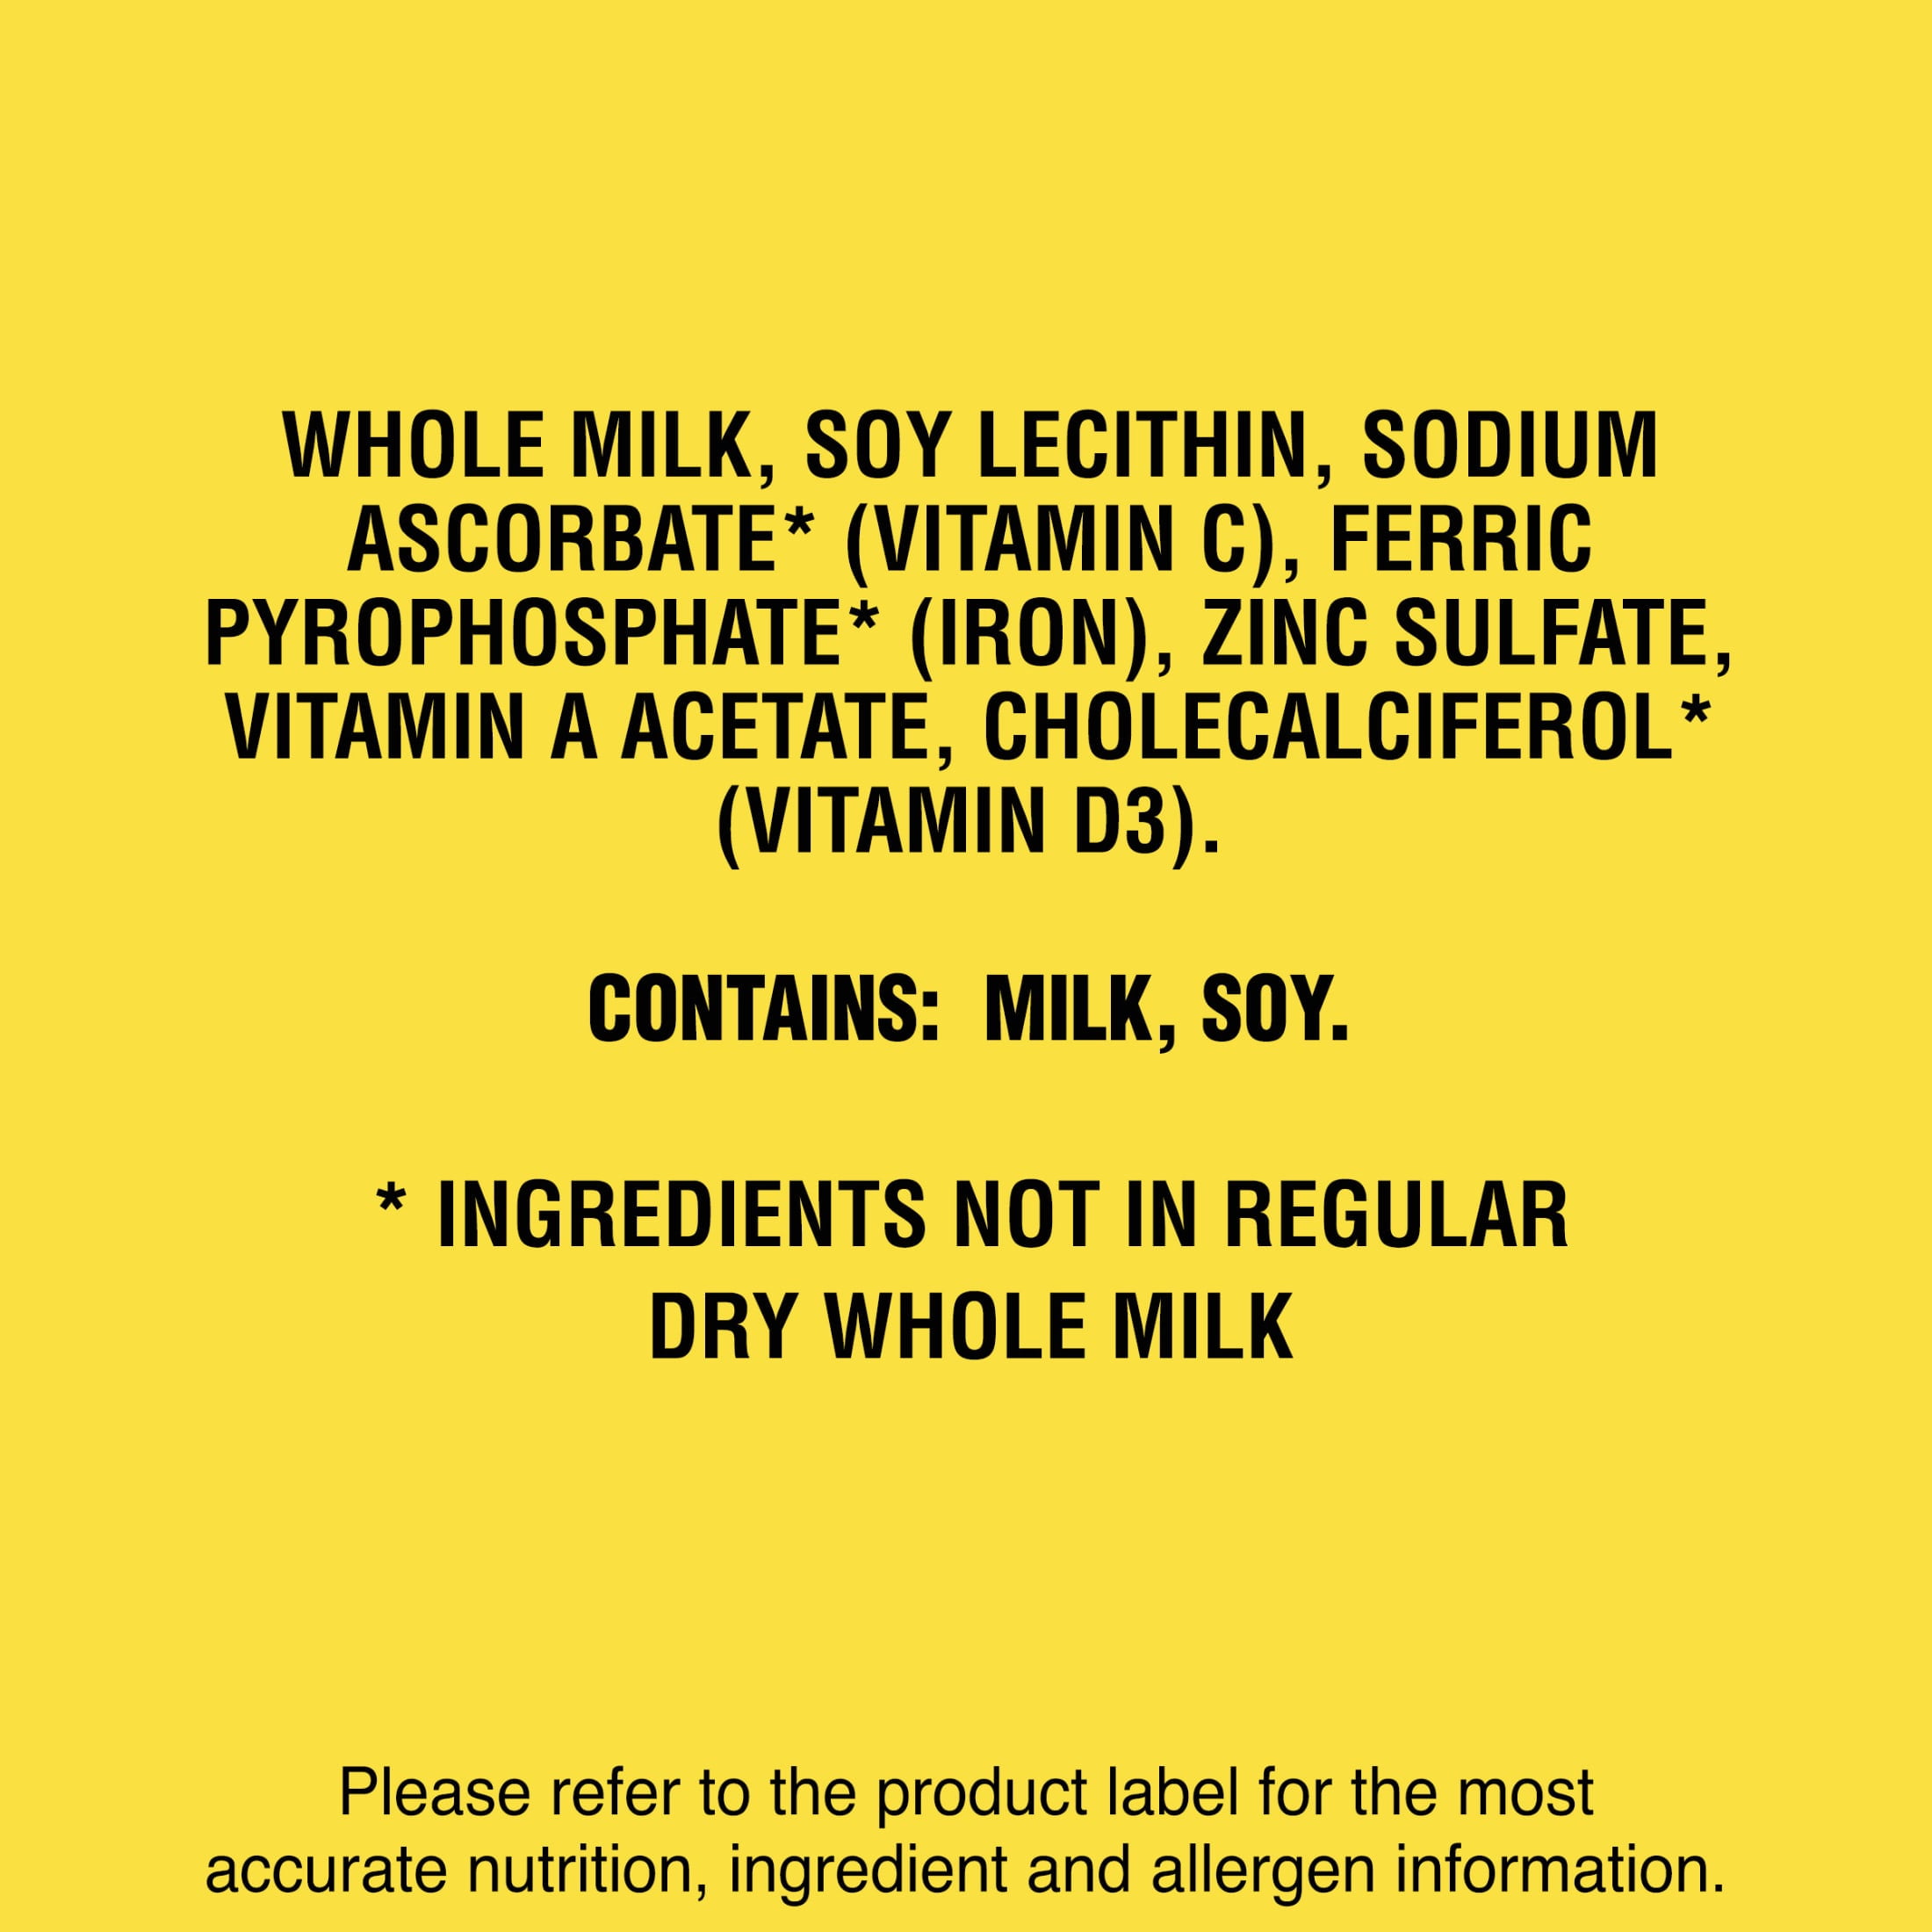 WHOLE MILK, SOY LECITHIN, SODIUM
ASCORBATE* (VITAMIN C), FERRIC
PYROPHOSPHATE* (IRON), ZINC SULFATE,
VITAMIN A ACETATE, CHOLECALCIFEROL*
(VITAMIN D3).
CONTAINS: MILK, SOY.
* INGREDIENTS NOT IN REGULAR
DRY WHOLE MILK
Please refer to the product label for the most
accurate nutrition, ingredient and allergen information.